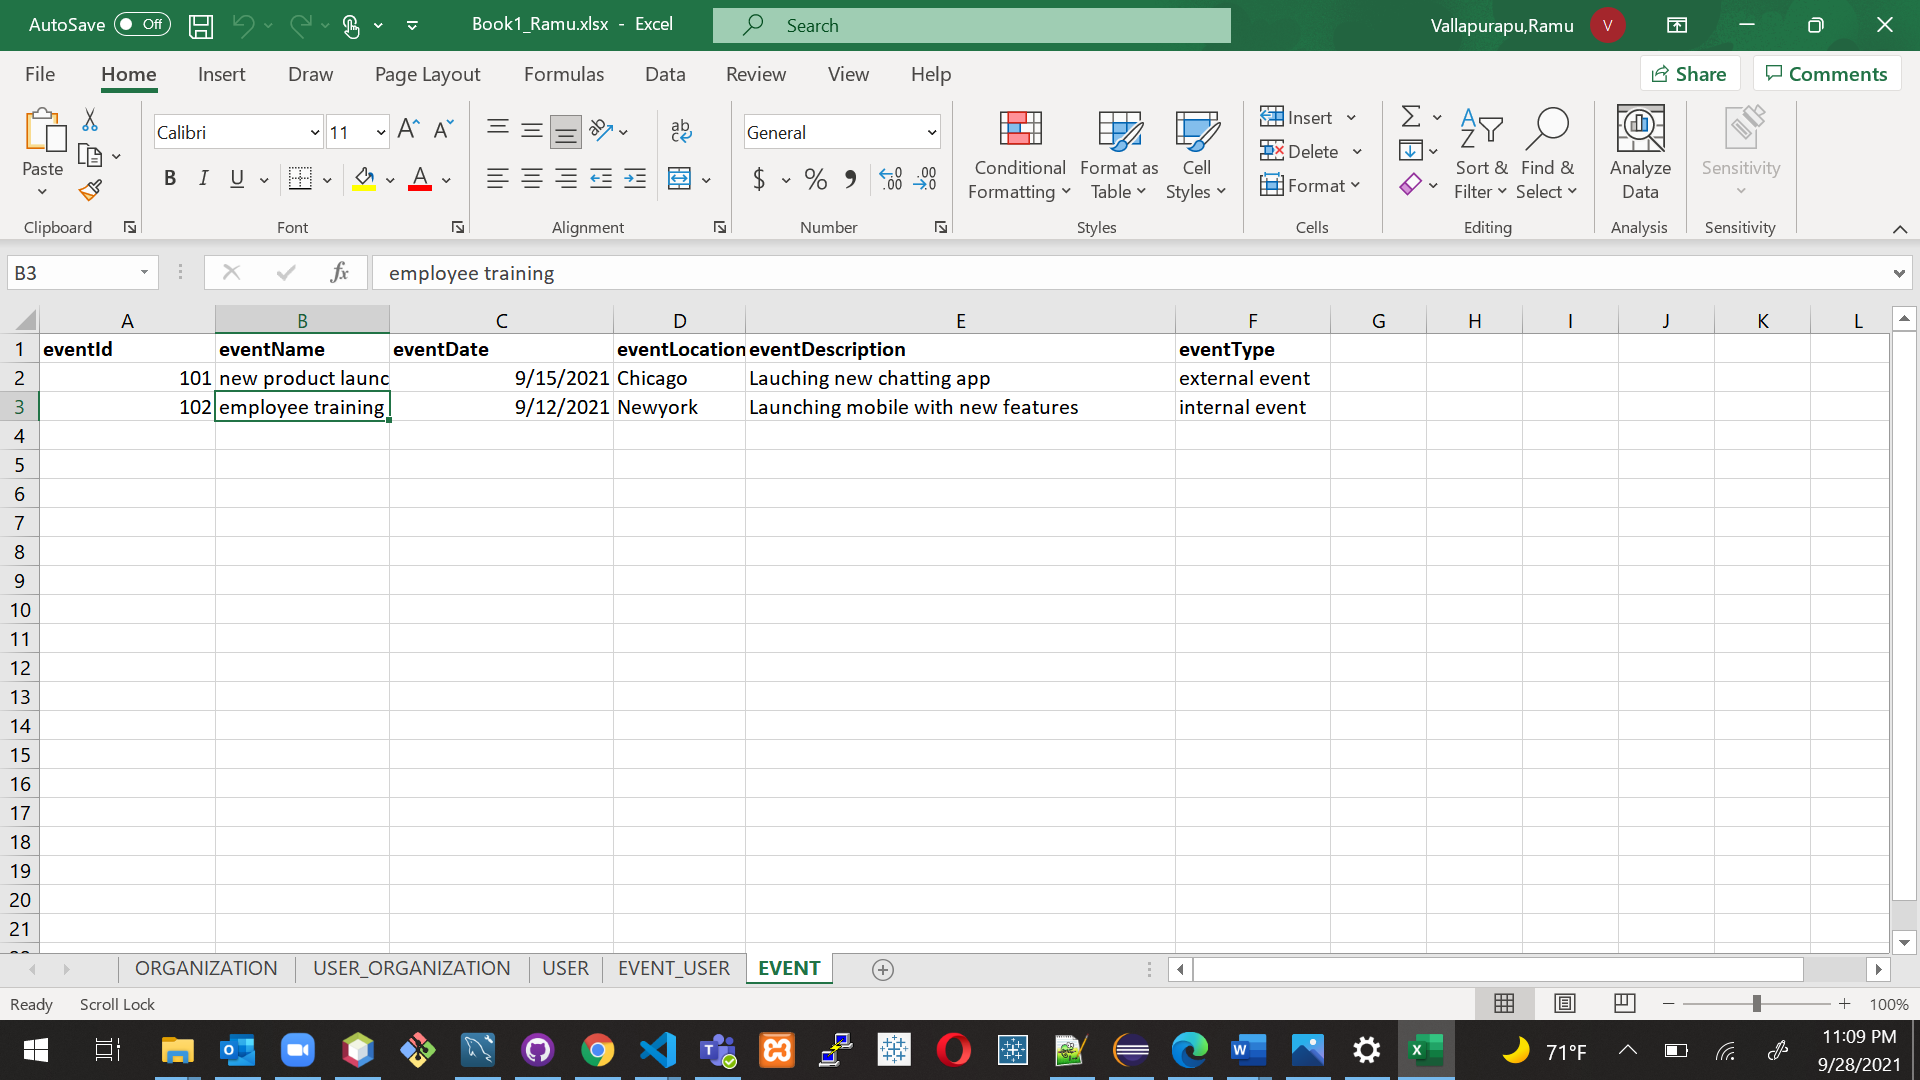 AutoSave Off Book1_Ramu.xlsx - Excel Search Vallapurapu,Ramu V
File Home Insert Draw Page Layout Formulas Data Review View Help Share Comments
Paste
Clipboard
Calibri 11
B I U
Font
ab
Alignment
General
$ % 9
Number
Conditional Formatting
Format as Table
Cell Styles
Styles
Insert
Delete
Format
Cells
Sort & Filter
Find & Select
Editing
Analyze Data
Analysis
Sensitivity
Sensitivity
B3 fx employee training
A B C D E F G H I J K L
1 eventId eventName eventDate eventLocation eventDescription eventType
2 101 new product launc 9/15/2021 Chicago Lauching new chatting app external event
3 102 employee training 9/12/2021 Newyork Launching mobile with new features internal event
4
5
6
7
8
9
10
11
12
13
14
15
16
17
18
19
20
21
ORGANIZATION USER_ORGANIZATION USER EVENT_USER EVENT
Ready Scroll Lock 100%
71°F 11:09 PM
9/28/2021